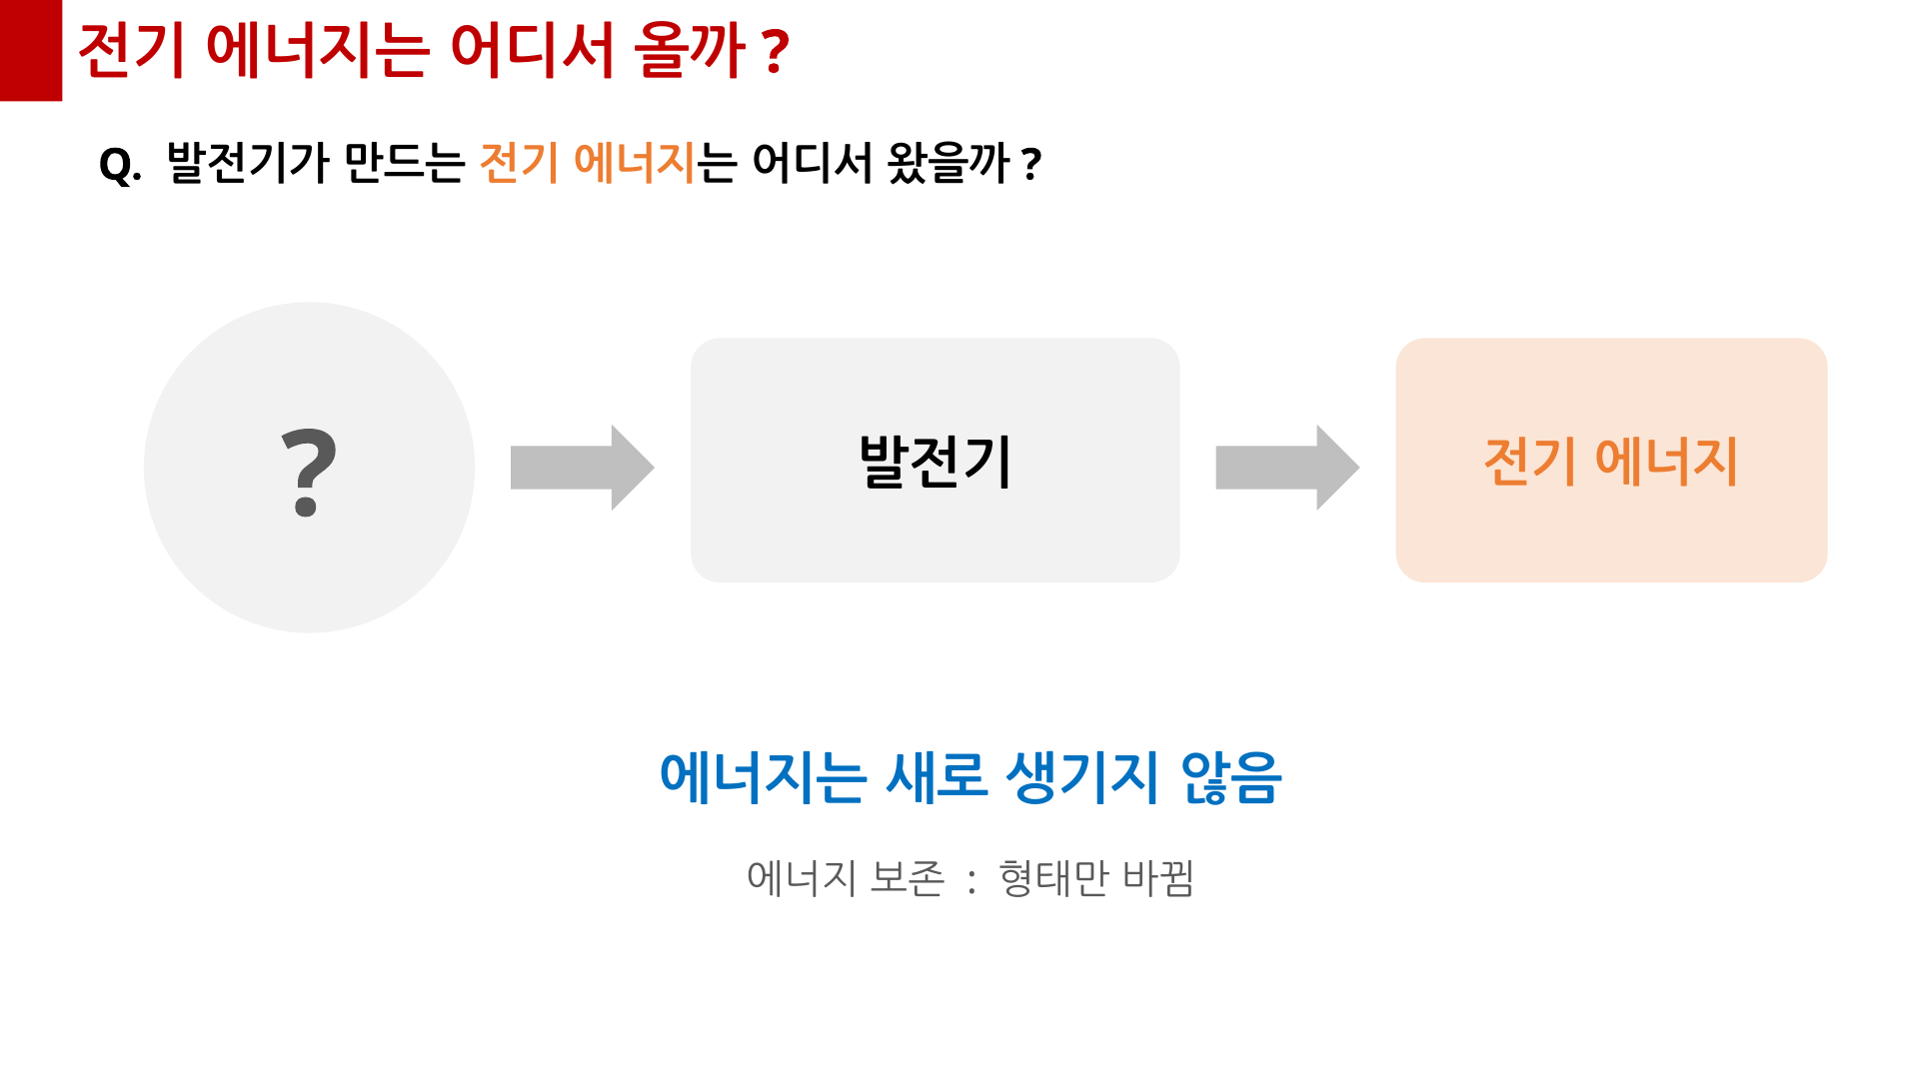 전기 에너지는 어디서 올까 ?
Q. 발전기가 만드는 전기 에너지는 어디서 왔을까 ?
?
발전기
전기 에너지
에너지는 새로 생기지 않음
에너지 보존 : 형태만 바뀜